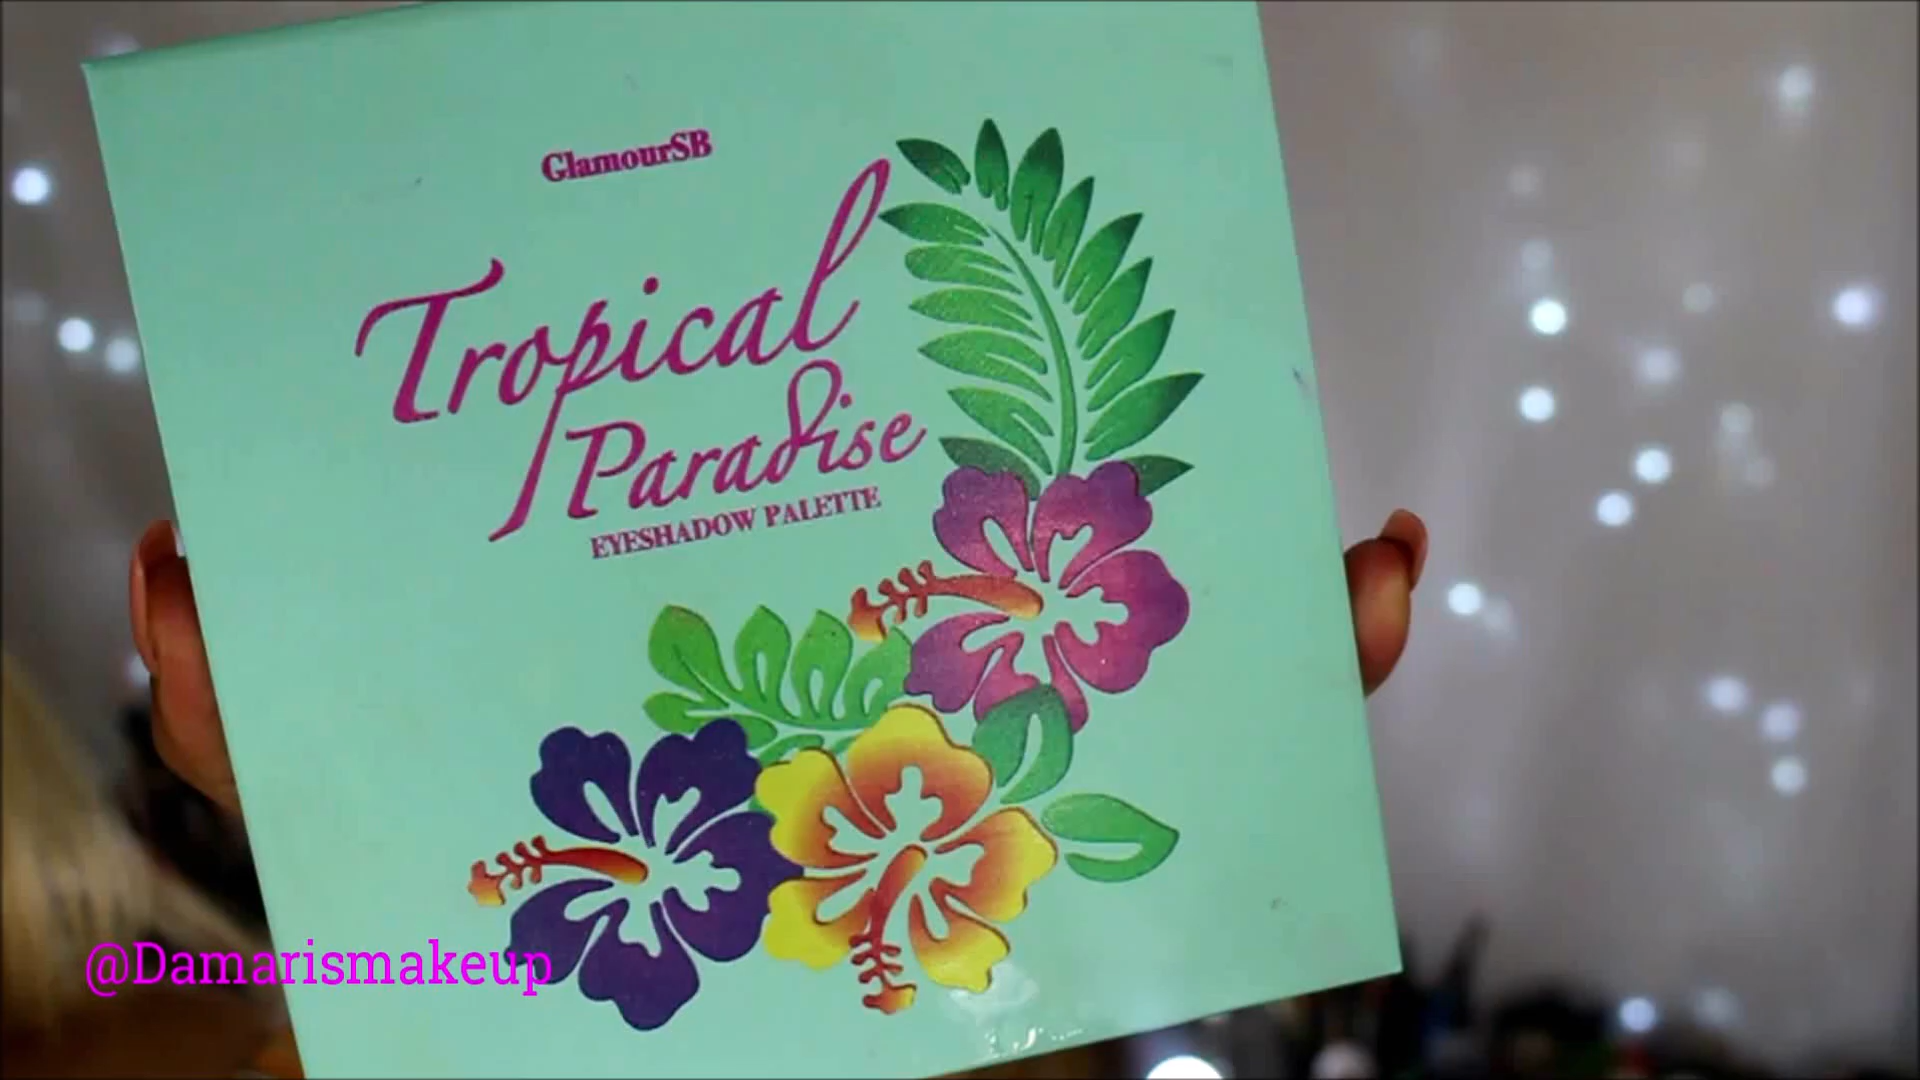 GlamourSB
Tropical
Paradise
EYESHADOW PALETTE
@Damarismakeup